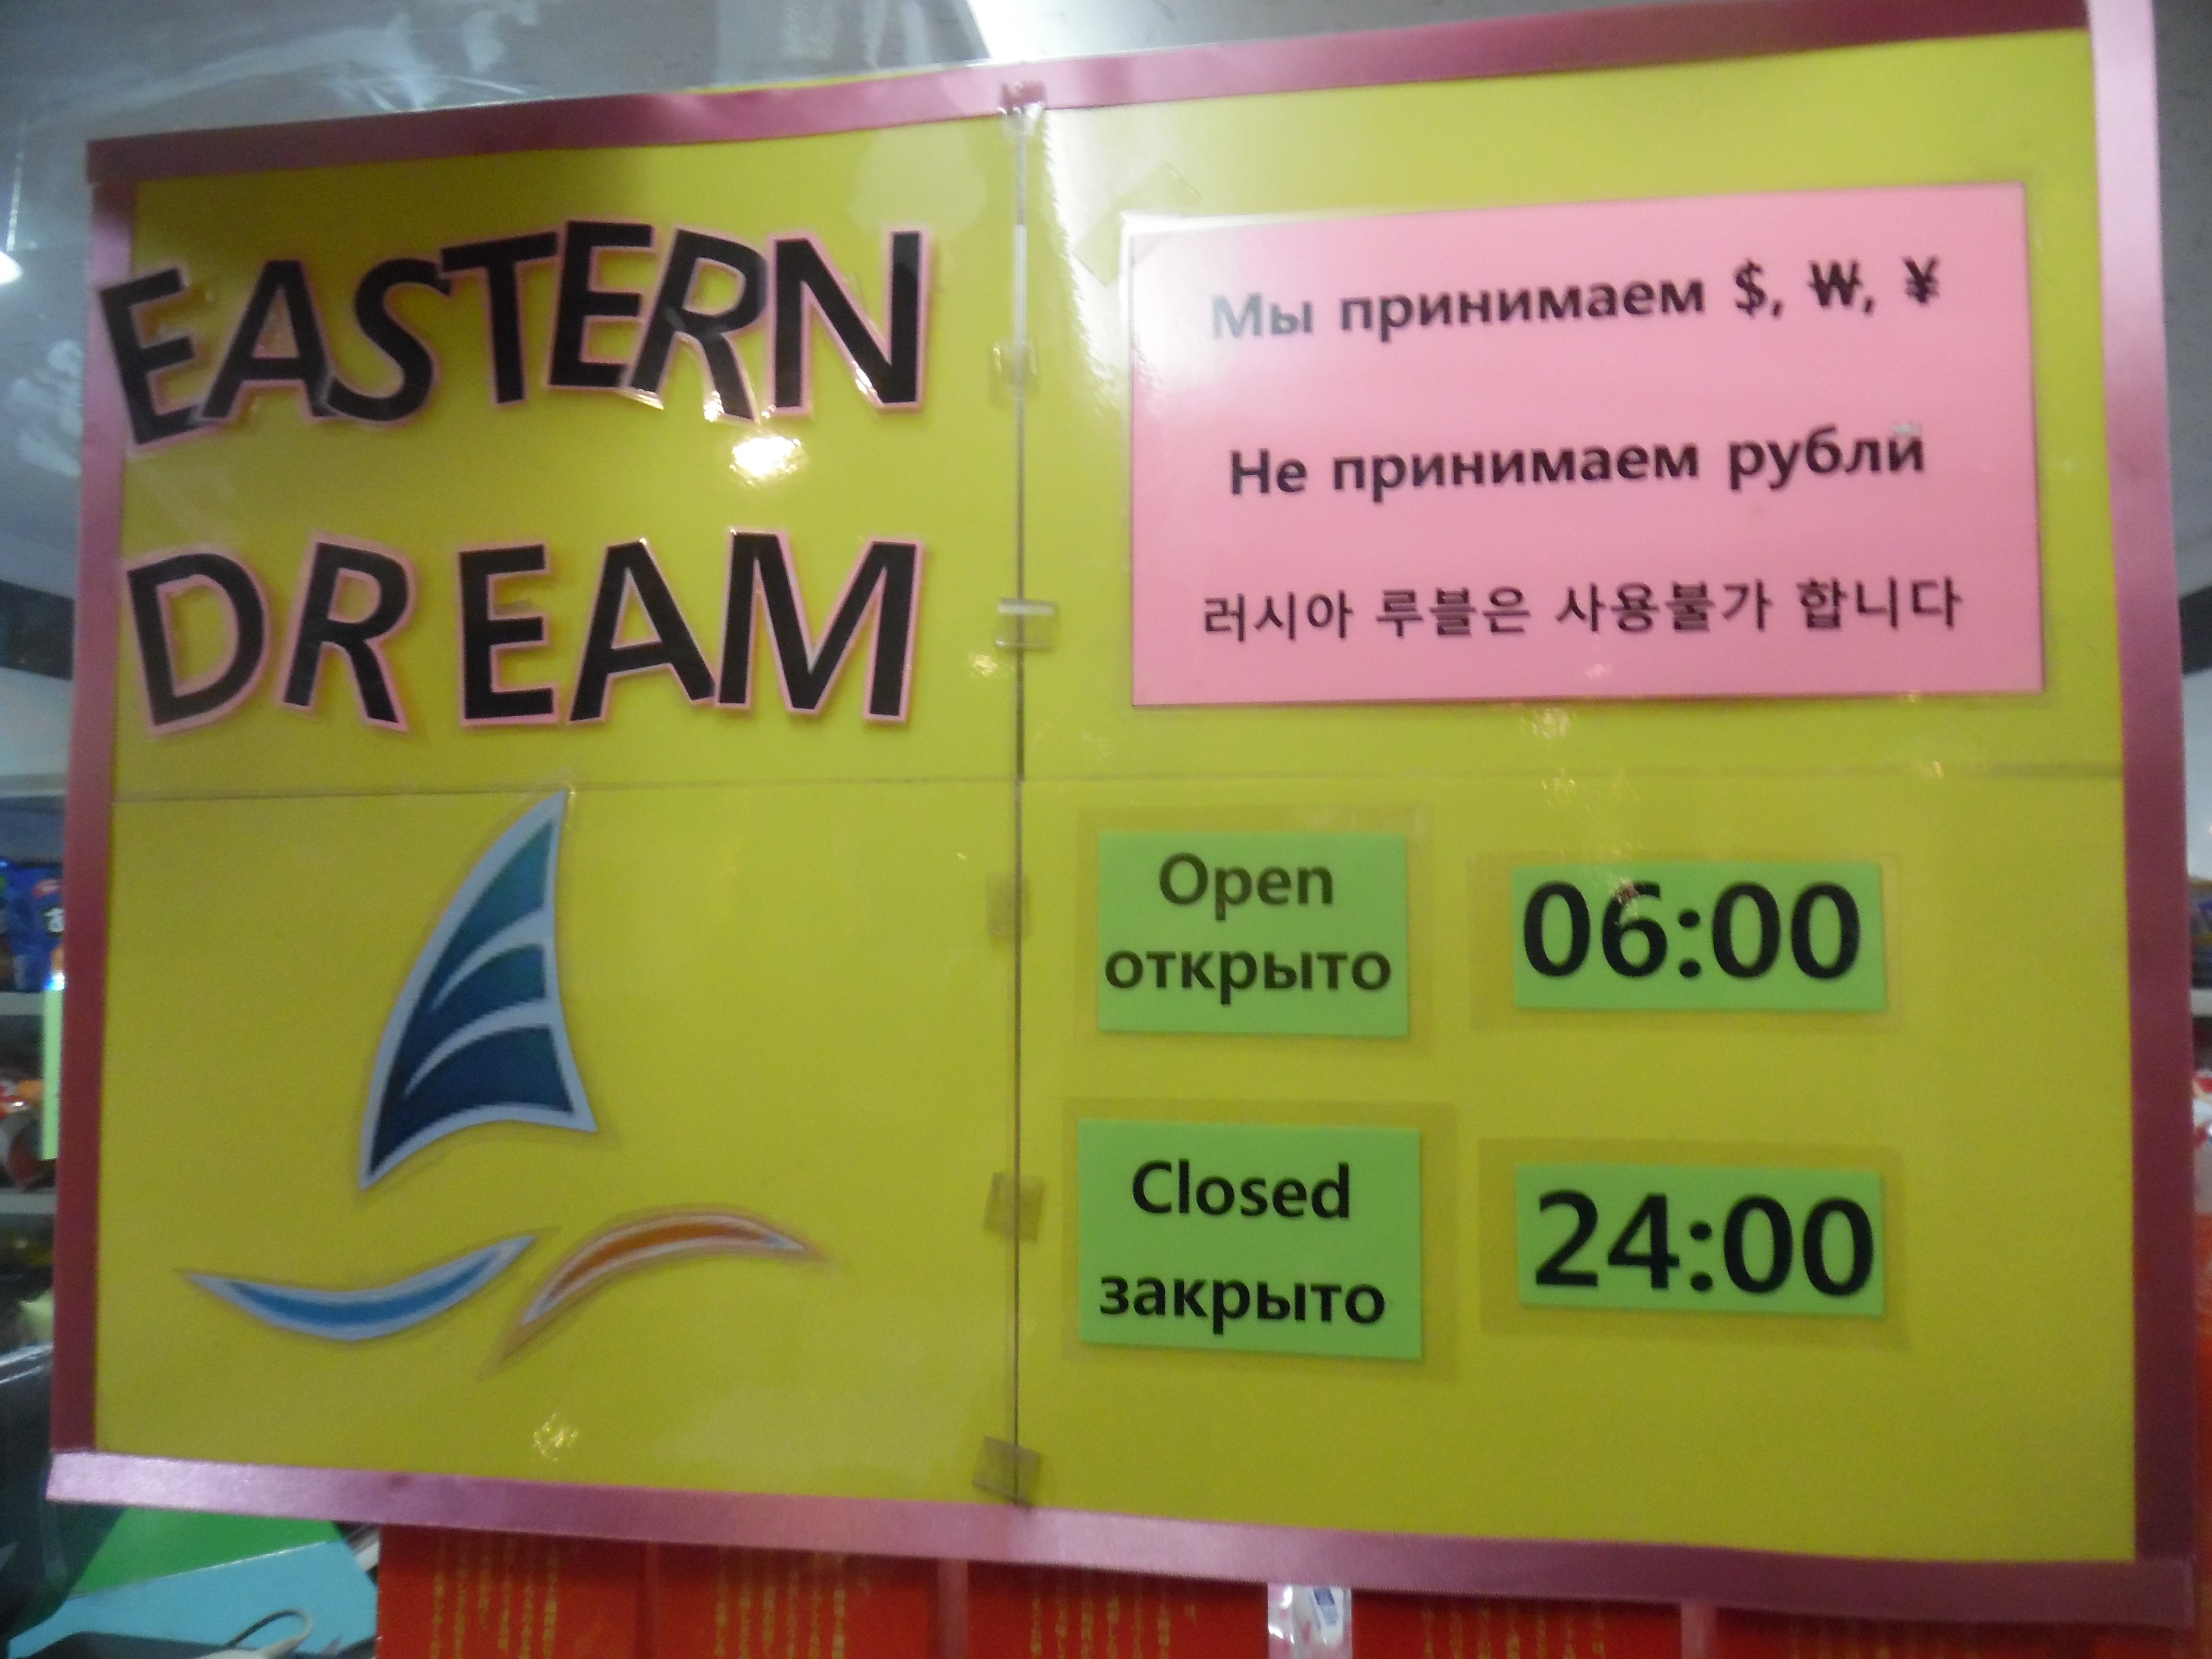 EASTERN
DREAM
Мы принимаем $, ₩, ¥
Не принимаем рублй
러시아 루블은 사용불가 합니다
Open
открыто
06:00
Closed
закрыто
24:00